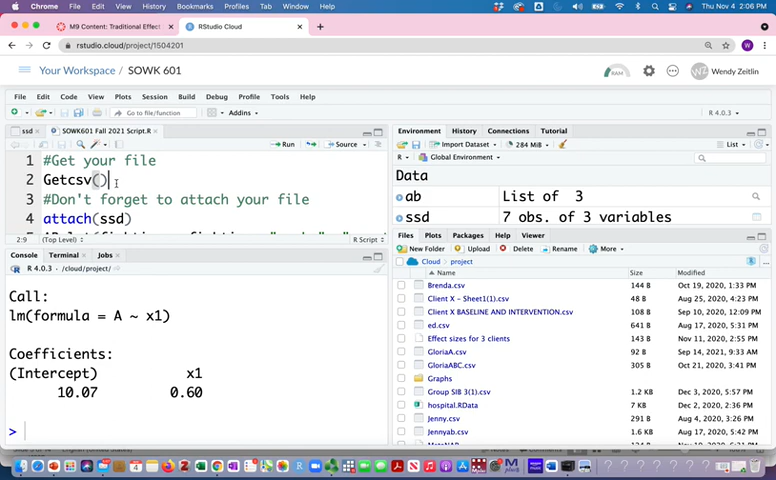 Chrome File Edit View History Bookmarks Profiles Tab Window Help
Thu Nov 4 2:06 PM
M9 Content: Traditional Effect
RStudio Cloud
rstudio.cloud/project/1504201
Your Workspace / SOWK 601
RAM
WZ Wendy Zeitlin
File Edit Code View Plots Session Build Debug Profile Tools Help
Go to file/function
Addins
R 4.0.3
ssd
SOWK601 Fall 2021 Script.R
Run
Source
1 #Get your file
2 Getcsv()
3 #Don't forget to attach your file
4 attach(ssd)
2:9 (Top Level)
R Script
Console Terminal Jobs
R 4.0.3 · /cloud/project/
Call:
lm(formula = A ~ x1)
Coefficients:
(Intercept) x1
10.07 0.60
>
Environment History Connections Tutorial
Import Dataset
284 MiB
List
R
Global Environment
Data
ab List of 3
ssd 7 obs. of 3 variables
Files Plots Packages Help Viewer
New Folder Upload Delete Rename More
Cloud project
Name Size Modified
Brenda.csv 144 B Oct 19, 2020, 1:33 PM
Client X - Sheet1(1).csv 48 B Aug 25, 2020, 4:23 PM
Client X BASELINE AND INTERVENTION.csv 108 B Sep 10, 2020, 12:09 PM
ed.csv 641 B Aug 17, 2020, 5:31 PM
Effect sizes for 3 clients 143 B Nov 11, 2020, 2:36 PM
GloriaA.csv 92 B Sep 14, 2021, 9:33 AM
GloriaABC.csv 305 B Oct 21, 2020, 3:41 PM
Graphs
Group SIB 3(1).csv 1.2 KB Dec 3, 2020, 5:57 PM
hospital.RData 7 KB Dec 2, 2020, 2:36 PM
Jenny.csv 291 B Aug 4, 2020, 3:26 PM
Jennyab.csv 1.6 KB Aug 17, 2020, 5:42 PM